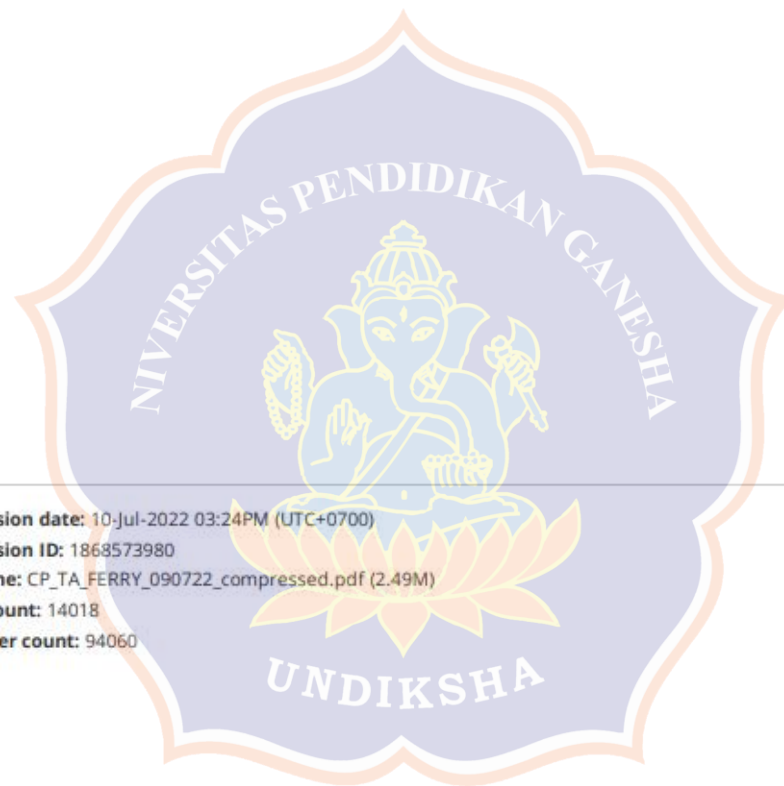 NIVERSITAS PENDIDIKAN GANESHA
sion date: 10-Jul-2022 03:24PM (UTC+0700)
sion ID: 1868573980
ne: CP_TA_FERRY_090722_compressed.pdf (2.49M)
ount: 14018
er count: 94060
UNDIKSHA